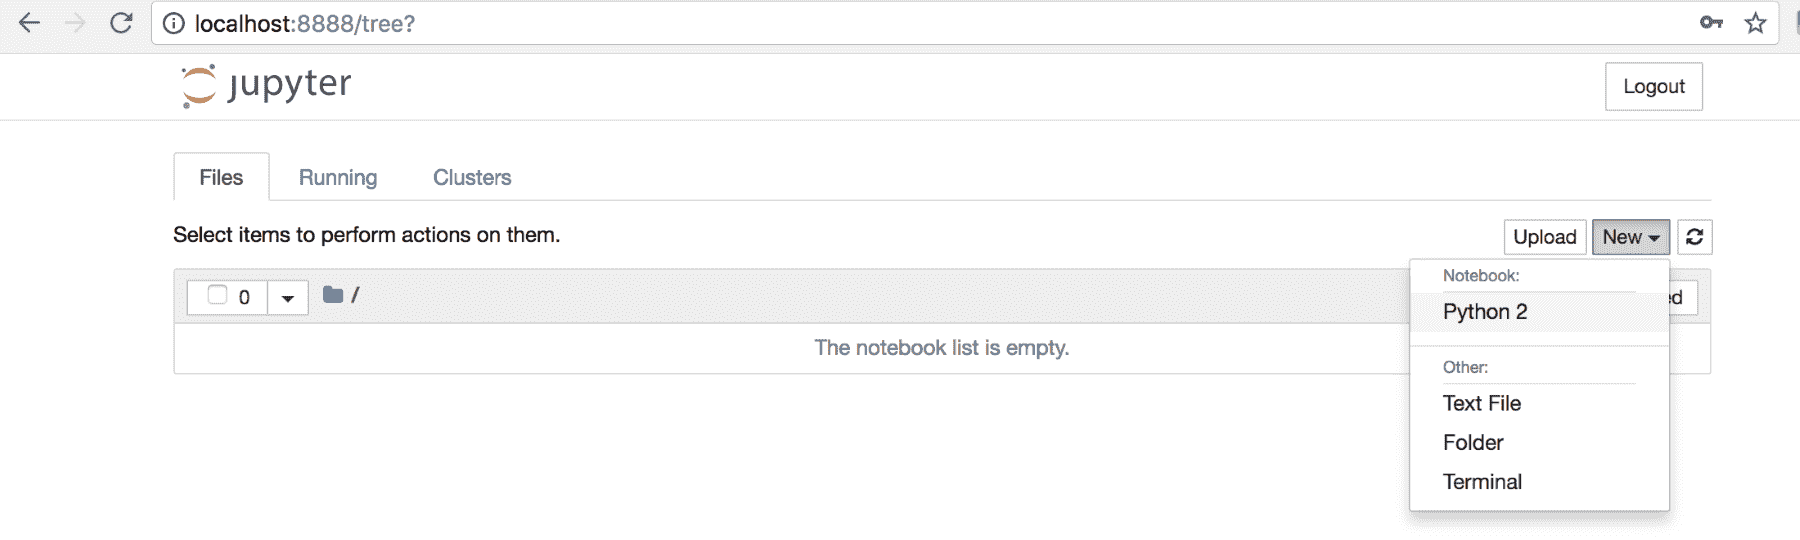 localhost:8888/tree?
jupyter
Logout
Files Running Clusters
Select items to perform actions on them.
Upload New
0 /
The notebook list is empty.
Notebook:
Python 2
Other:
Text File
Folder
Terminal